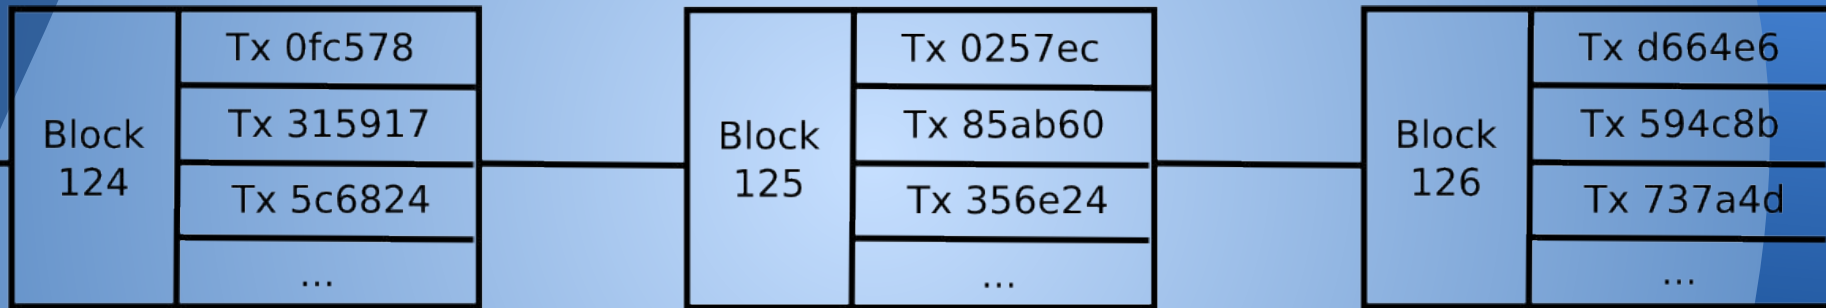 Block
124
Tx 0fc578
Tx 315917
Tx 5c6824
...
Block
125
Tx 0257ec
Tx 85ab60
Tx 356e24
...
Block
126
Tx d664e6
Tx 594c8b
Tx 737a4d
...